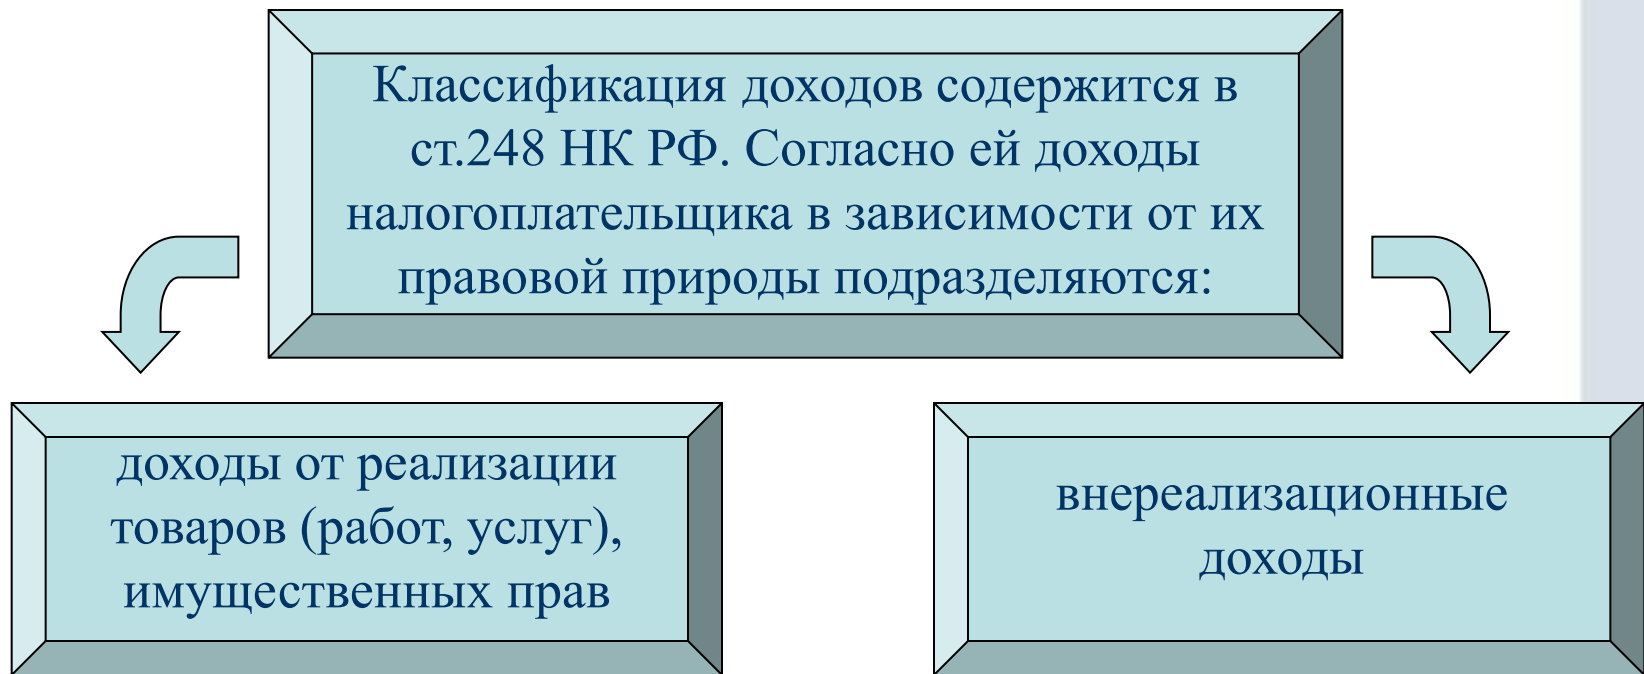 Классификация доходов содержится в
ст.248 НК РФ. Согласно ей доходы
налогоплательщика в зависимости от их
правовой природы подразделяются:
доходы от реализации
товаров (работ, услуг),
имущественных прав
внереализационные
доходы